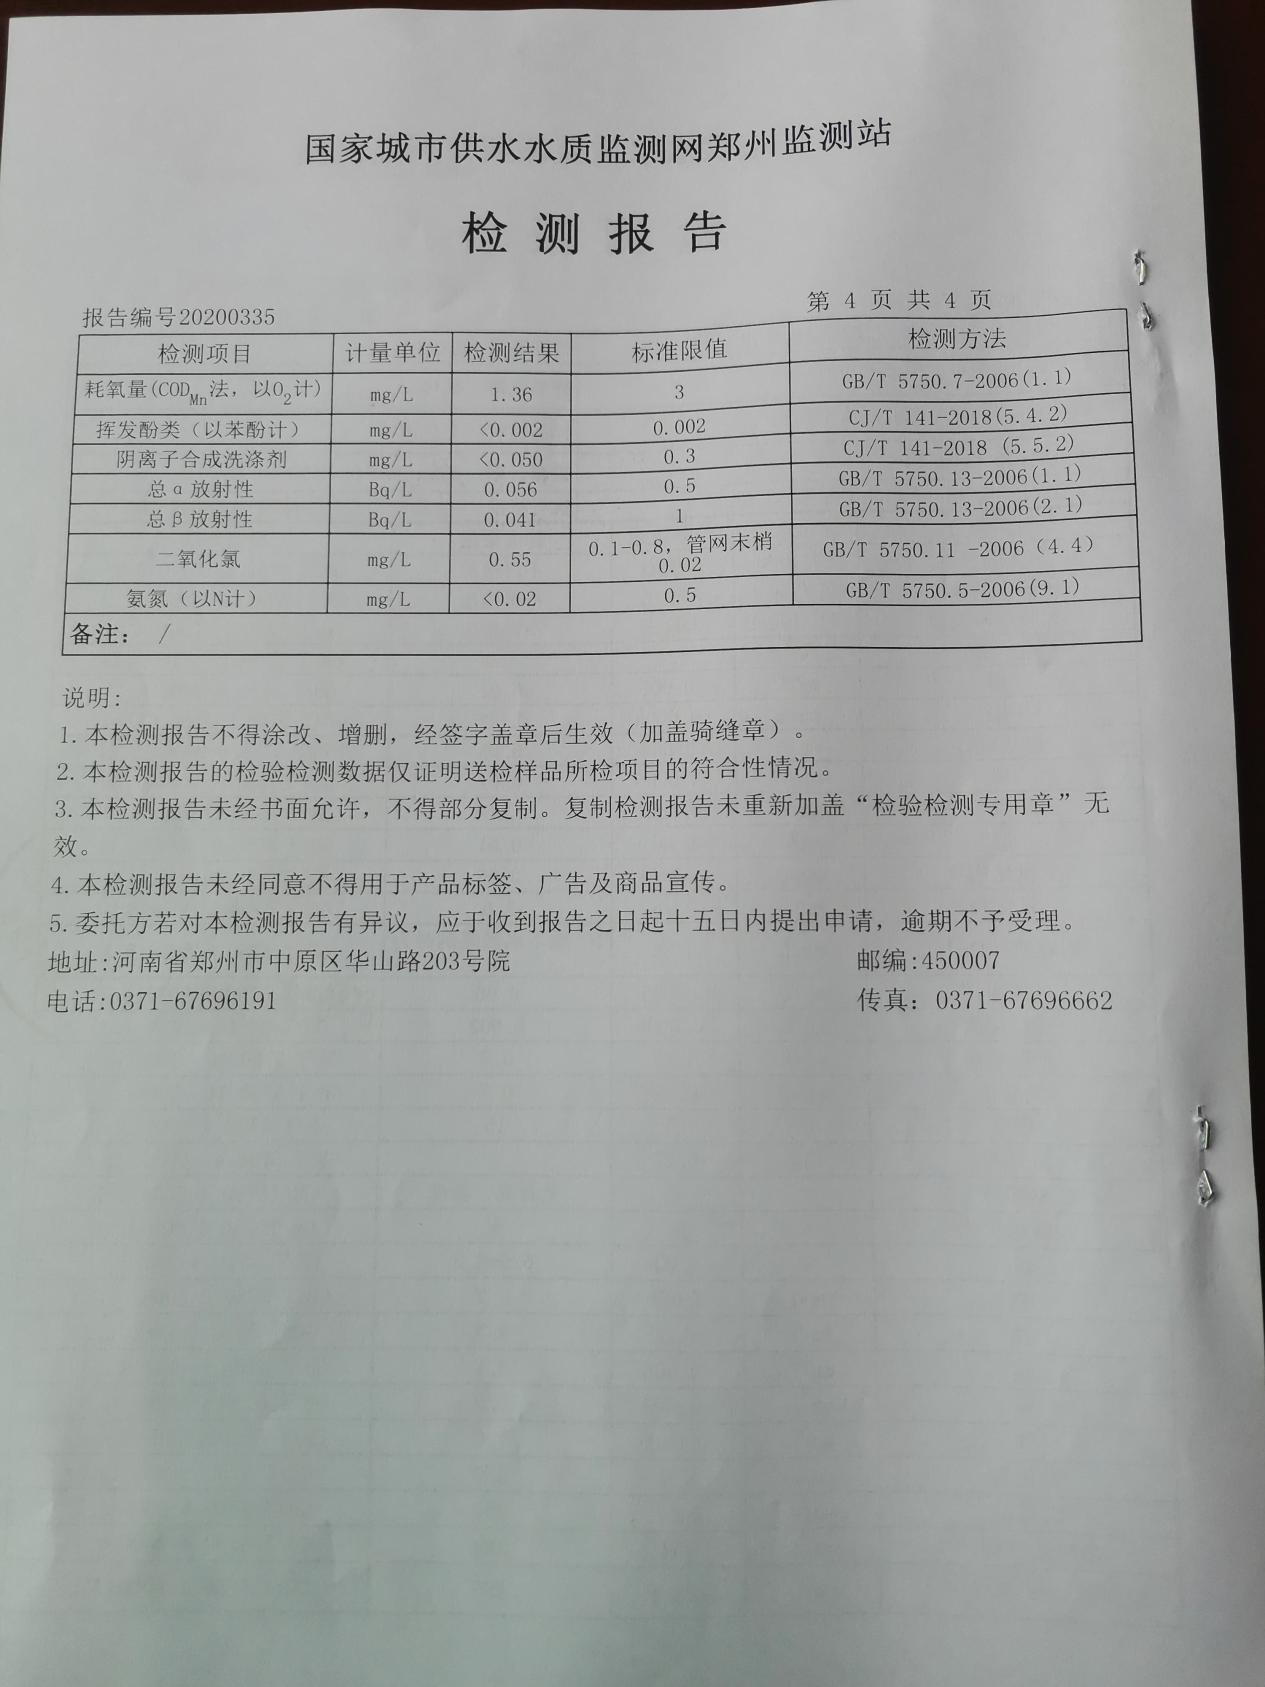 国家城市供水水质监测网郑州监测站
检测报告
报告编号20200335
第 4 页 共 4 页
检测项目 计量单位 检测结果 标准限值 检测方法
耗氧量(CODMn法，以O2计) mg/L 1.36 3 GB/T 5750.7-2006(1.1)
挥发酚类（以苯酚计） mg/L <0.002 0.002 CJ/T 141-2018(5.4.2)
阴离子合成洗涤剂 mg/L <0.050 0.3 CJ/T 141-2018 (5.5.2)
总α放射性 Bq/L 0.056 0.5 GB/T 5750.13-2006(1.1)
总β放射性 Bq/L 0.041 1 GB/T 5750.13-2006(2.1)
二氧化氯 mg/L 0.55 0.1-0.8，管网末梢 0.02 GB/T 5750.11 -2006（4.4）
氨氮（以N计） mg/L <0.02 0.5 GB/T 5750.5-2006(9.1)
备注： /
说明:
1. 本检测报告不得涂改、增删，经签字盖章后生效（加盖骑缝章）。
2. 本检测报告的检验检测数据仅证明送检样品所检项目的符合性情况。
3. 本检测报告未经书面允许，不得部分复制。复制检测报告未重新加盖“检验检测专用章”无
效。
4. 本检测报告未经同意不得用于产品标签、广告及商品宣传。
5. 委托方若对本检测报告有异议，应于收到报告之日起十五日内提出申请，逾期不予受理。
地址:河南省郑州市中原区华山路203号院 邮编:450007
电话:0371-67696191 传真：0371-67696662